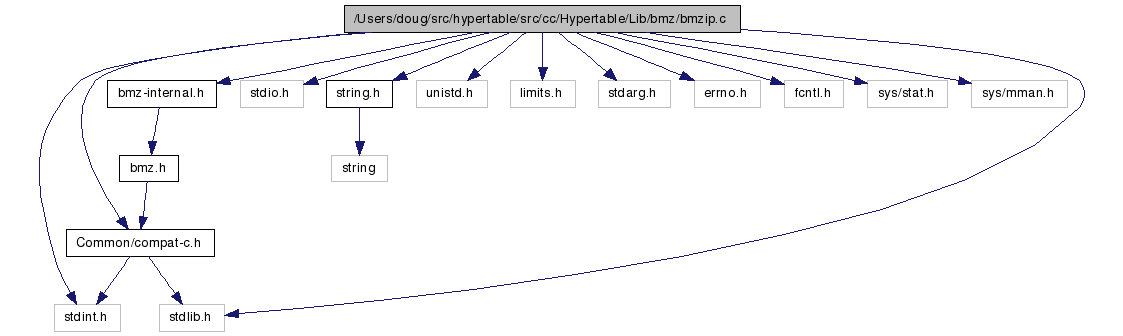 /Users/doug/src/hypertable/src/cc/Hypertable/Lib/bmz/bmzip.c
bmz-internal.h
stdio.h
string.h
unistd.h
limits.h
stdarg.h
errno.h
fcntl.h
sys/stat.h
sys/mman.h
bmz.h
string
Common/compat-c.h
stdint.h
stdlib.h